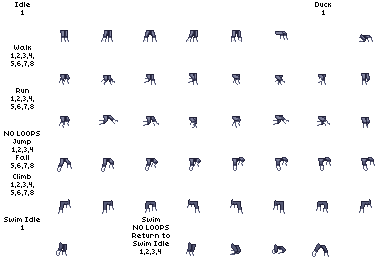 Idle
1
Duck
1
Walk
1,2,3,4,
5,6,7,8
Run
1,2,3,4,
5,6,7,8
NO LOOPS
Jump
1,2,3,4
Fall
5,6,7,8
Climb
1,2,3,4,
5,6,7,8
Swim Idle
1
Swim
NO LOOPS
Return to
Swim Idle
1,2,3,4